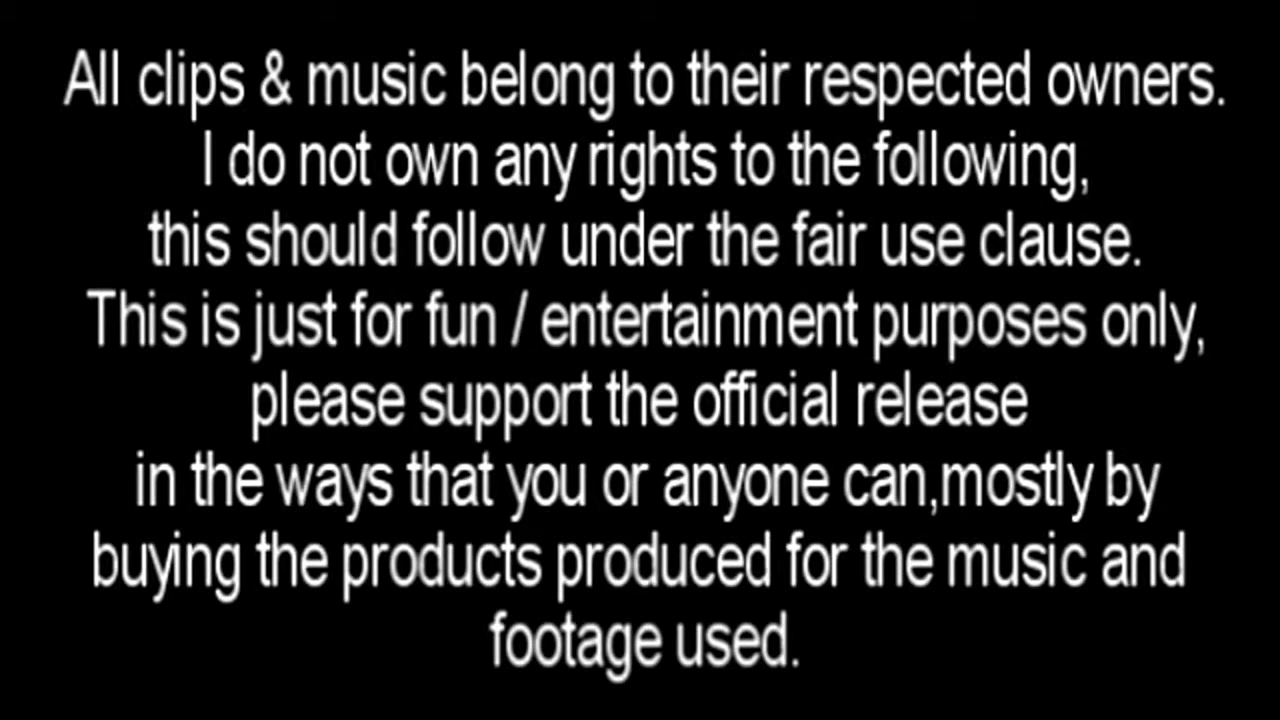 All clips & music belong to their respected owners.
I do not own any rights to the following,
this should follow under the fair use clause.
This is just for fun / entertainment purposes only,
please support the official release
in the ways that you or anyone can,mostly by
buying the products produced for the music and
footage used.